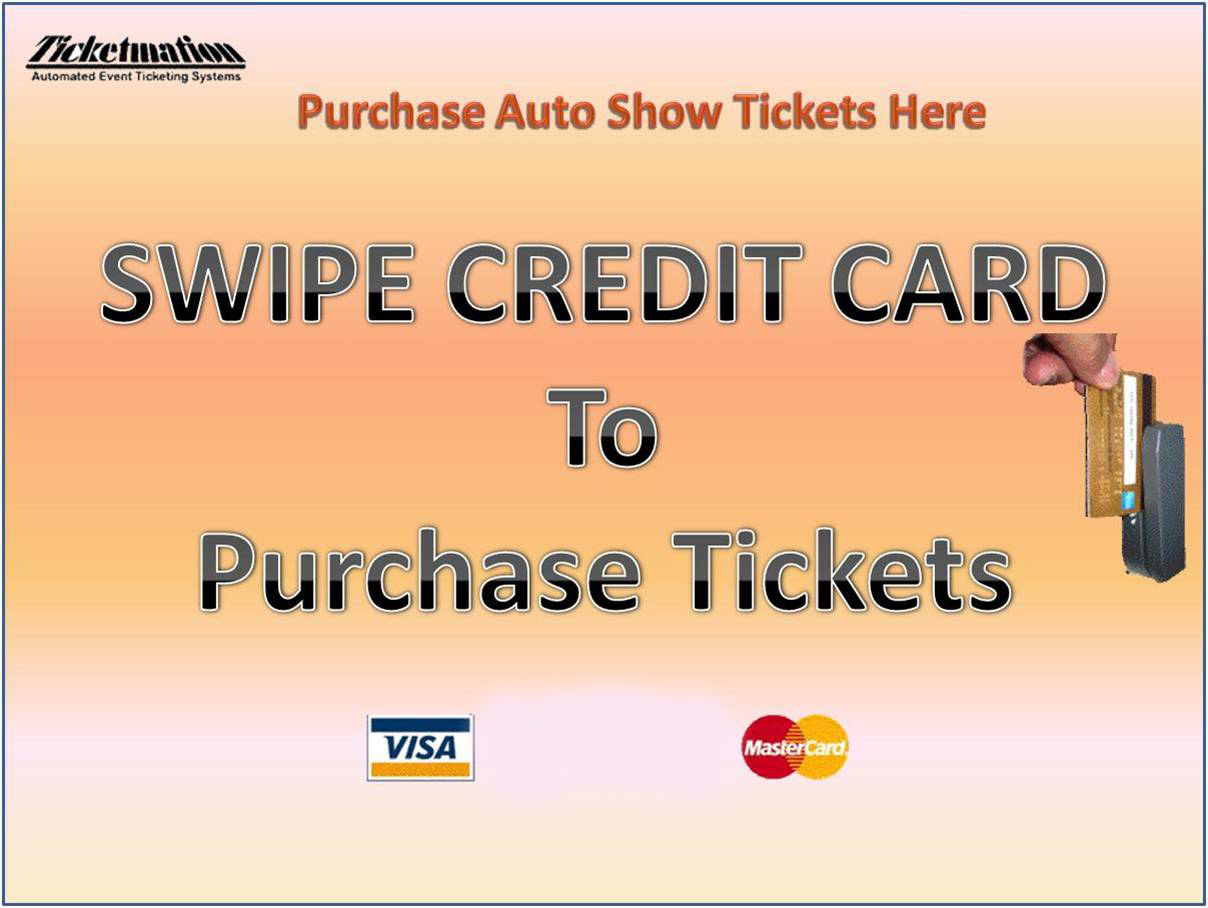 Ticketmation
Automated Event Ticketing Systems
Purchase Auto Show Tickets Here
SWIPE CREDIT CARD
To
Purchase Tickets
VISA
MasterCard